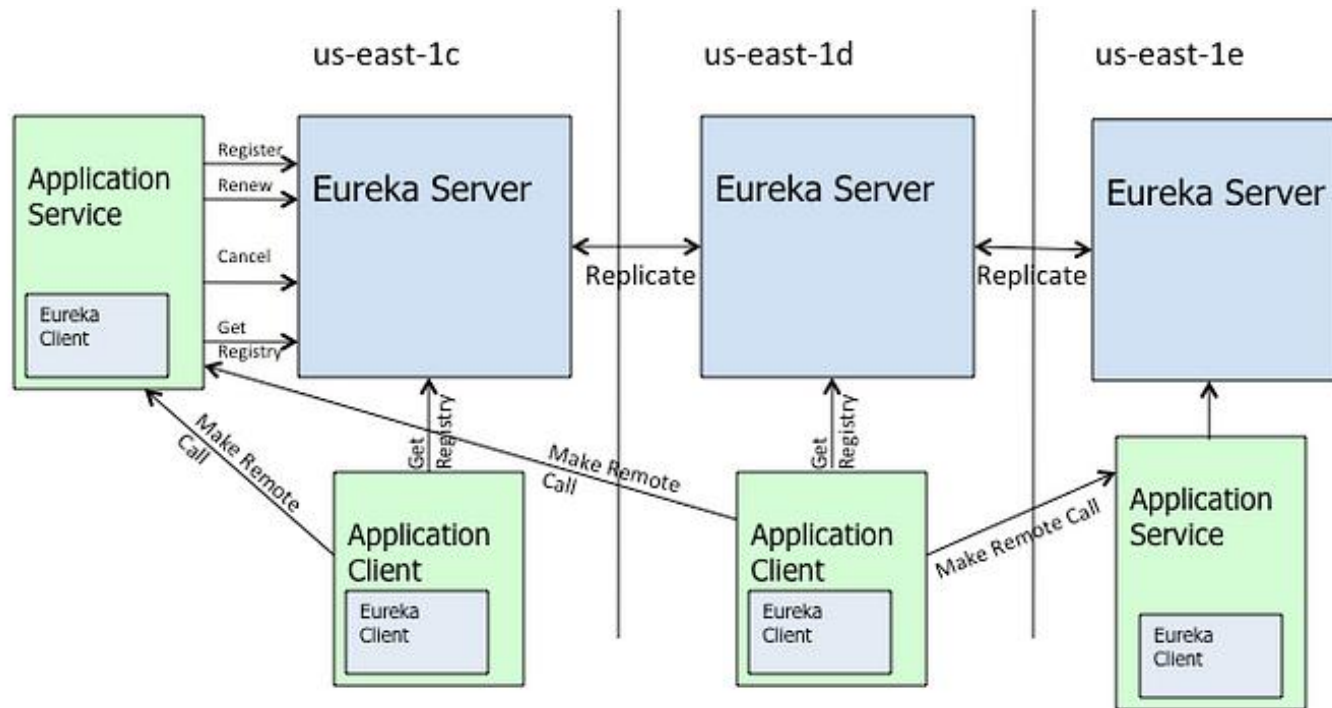 us-east-1c
us-east-1d
us-east-1e
Application
Service
Eureka
Client
Register
Renew
Cancel
Get
Registry
Eureka Server
Replicate
Eureka Server
Replicate
Eureka Server
Make Remote
Call
Get
Registry
Make Remote
Call
Get
Registry
Make Remote Call
Application
Client
Eureka
Client
Application
Client
Eureka
Client
Application
Service
Eureka
Client